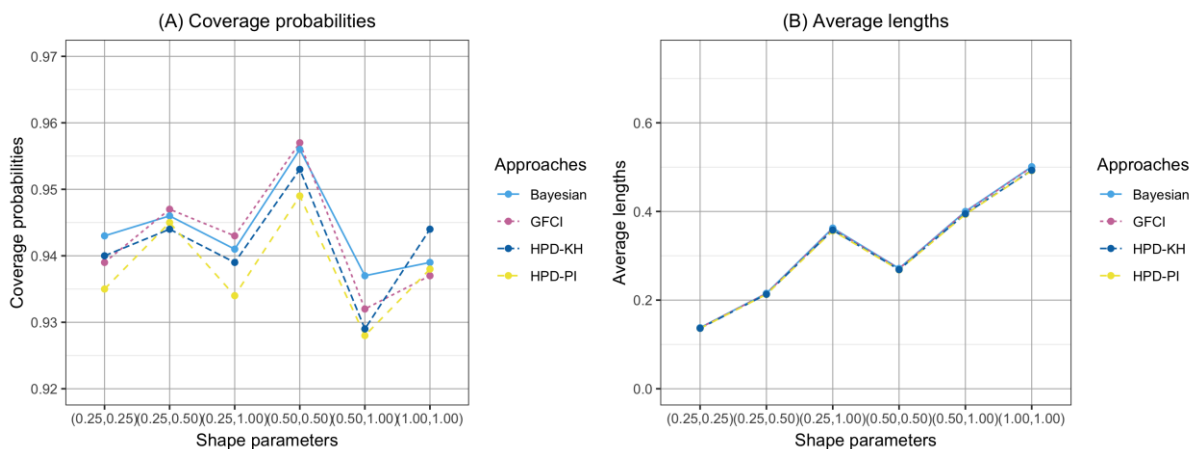 (A) Coverage probabilities
Coverage probabilities
0.97
0.96
0.95
0.94
0.93
0.92
(0.25,0.25)(0.25,0.50)(0.25,1.00)(0.50,0.50)(0.50,1.00)(1.00,1.00)
Shape parameters
Approaches
Bayesian
GFCI
HPD-KH
HPD-PI
(B) Average lengths
Average lengths
0.6
0.4
0.2
0.0
(0.25,0.25)(0.25,0.50)(0.25,1.00)(0.50,0.50)(0.50,1.00)(1.00,1.00)
Shape parameters
Approaches
Bayesian
GFCI
HPD-KH
HPD-PI